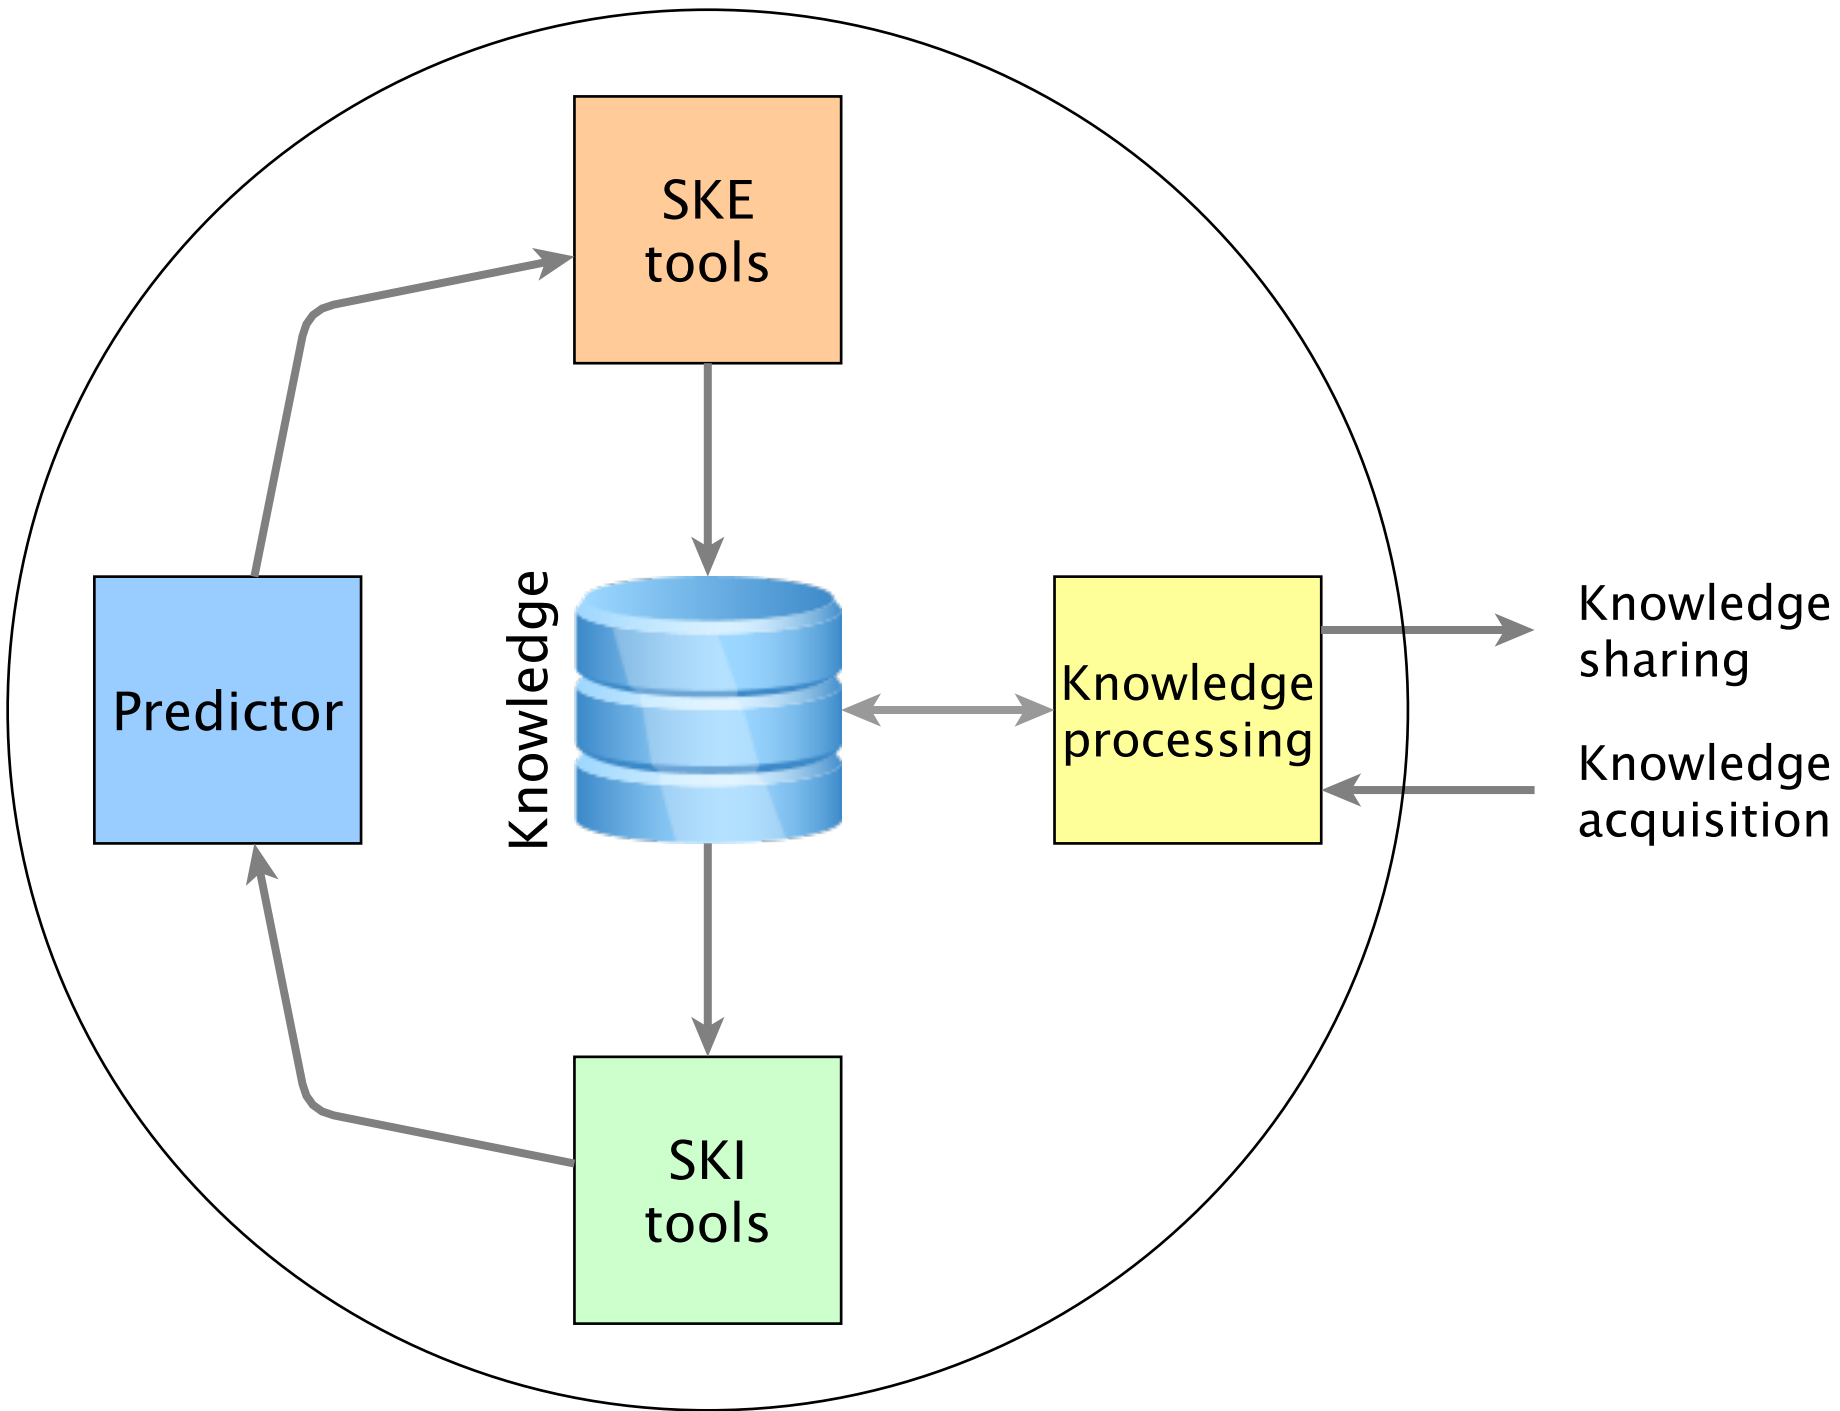 SKE
tools
Predictor
Knowledge
Knowledge
processing
Knowledge
sharing
Knowledge
acquisition
SKI
tools